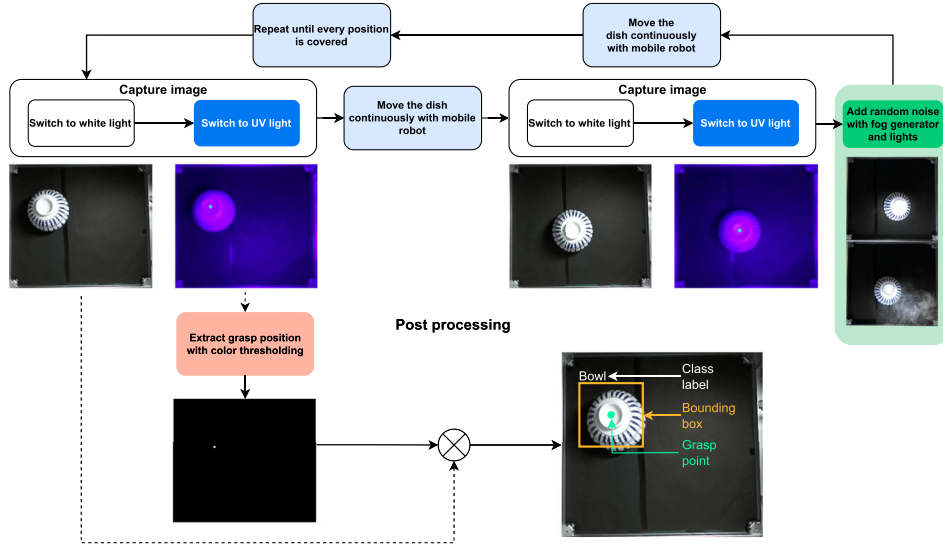 Repeat until every position
is covered
Move the
dish continuously
with mobile robot
Capture image
Switch to white light
Switch to UV light
Move the dish
continuously with mobile
robot
Capture image
Switch to white light
Switch to UV light
Add random noise
with fog generator
and lights
Extract grasp position
with color thresholding
Post processing
Bowl
Class
label
Bounding
box
Grasp
point